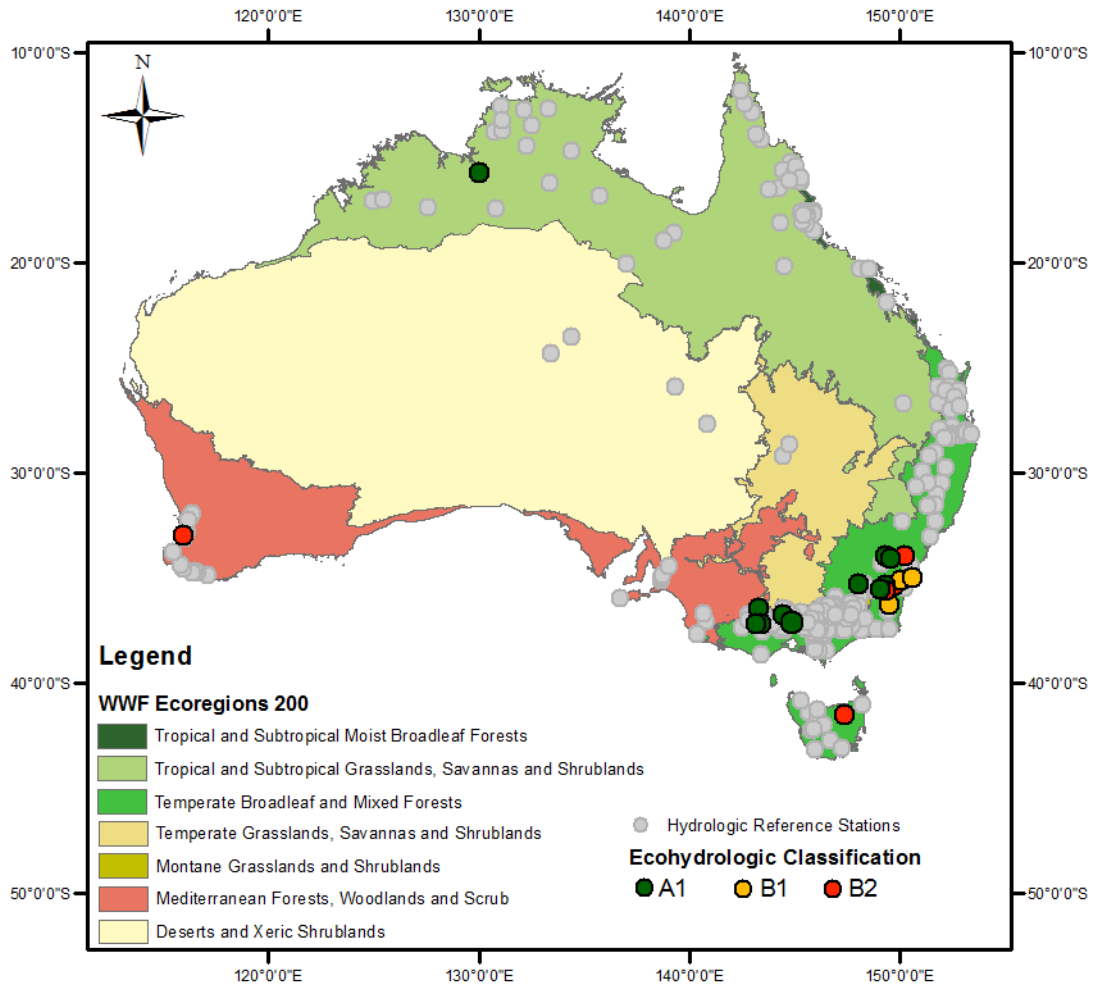 120°0'0"E 130°0'0"E 140°0'0"E 150°0'0"E
10°0'0"S 10°0'0"S
N
20°0'0"S 20°0'0"S
30°0'0"S 30°0'0"S
40°0'0"S 40°0'0"S
50°0'0"S 50°0'0"S
Legend
WWF Ecoregions 200
Tropical and Subtropical Moist Broadleaf Forests
Tropical and Subtropical Grasslands, Savannas and Shrublands
Temperate Broadleaf and Mixed Forests
Temperate Grasslands, Savannas and Shrublands
Montane Grasslands and Shrublands
Mediterranean Forests, Woodlands and Scrub
Deserts and Xeric Shrublands
Hydrologic Reference Stations
Ecohydrologic Classification
A1 B1 B2
120°0'0"E 130°0'0"E 140°0'0"E 150°0'0"E